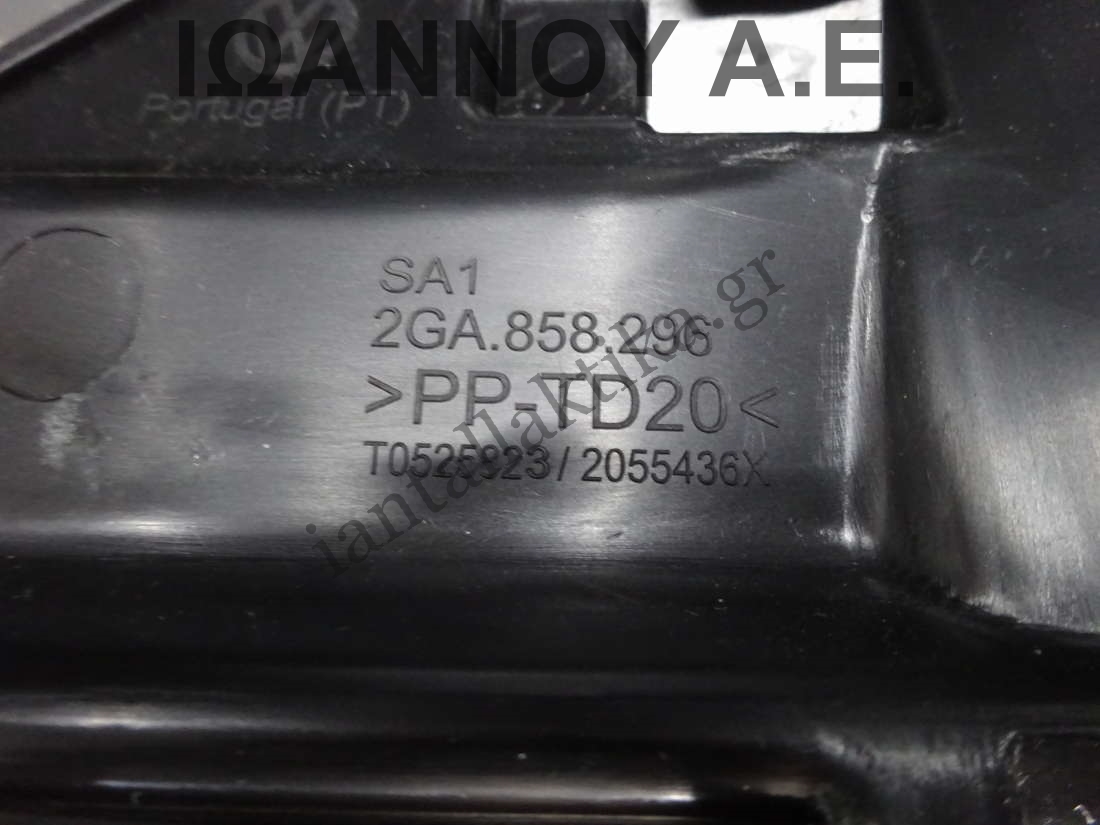 ΙΩΑΝΝΟΥ Α.Ε.
Portugal (PT)
SA1
2GA.858.296
>PP-TD20<
T0525923/2055436X
iantallaktika.gr